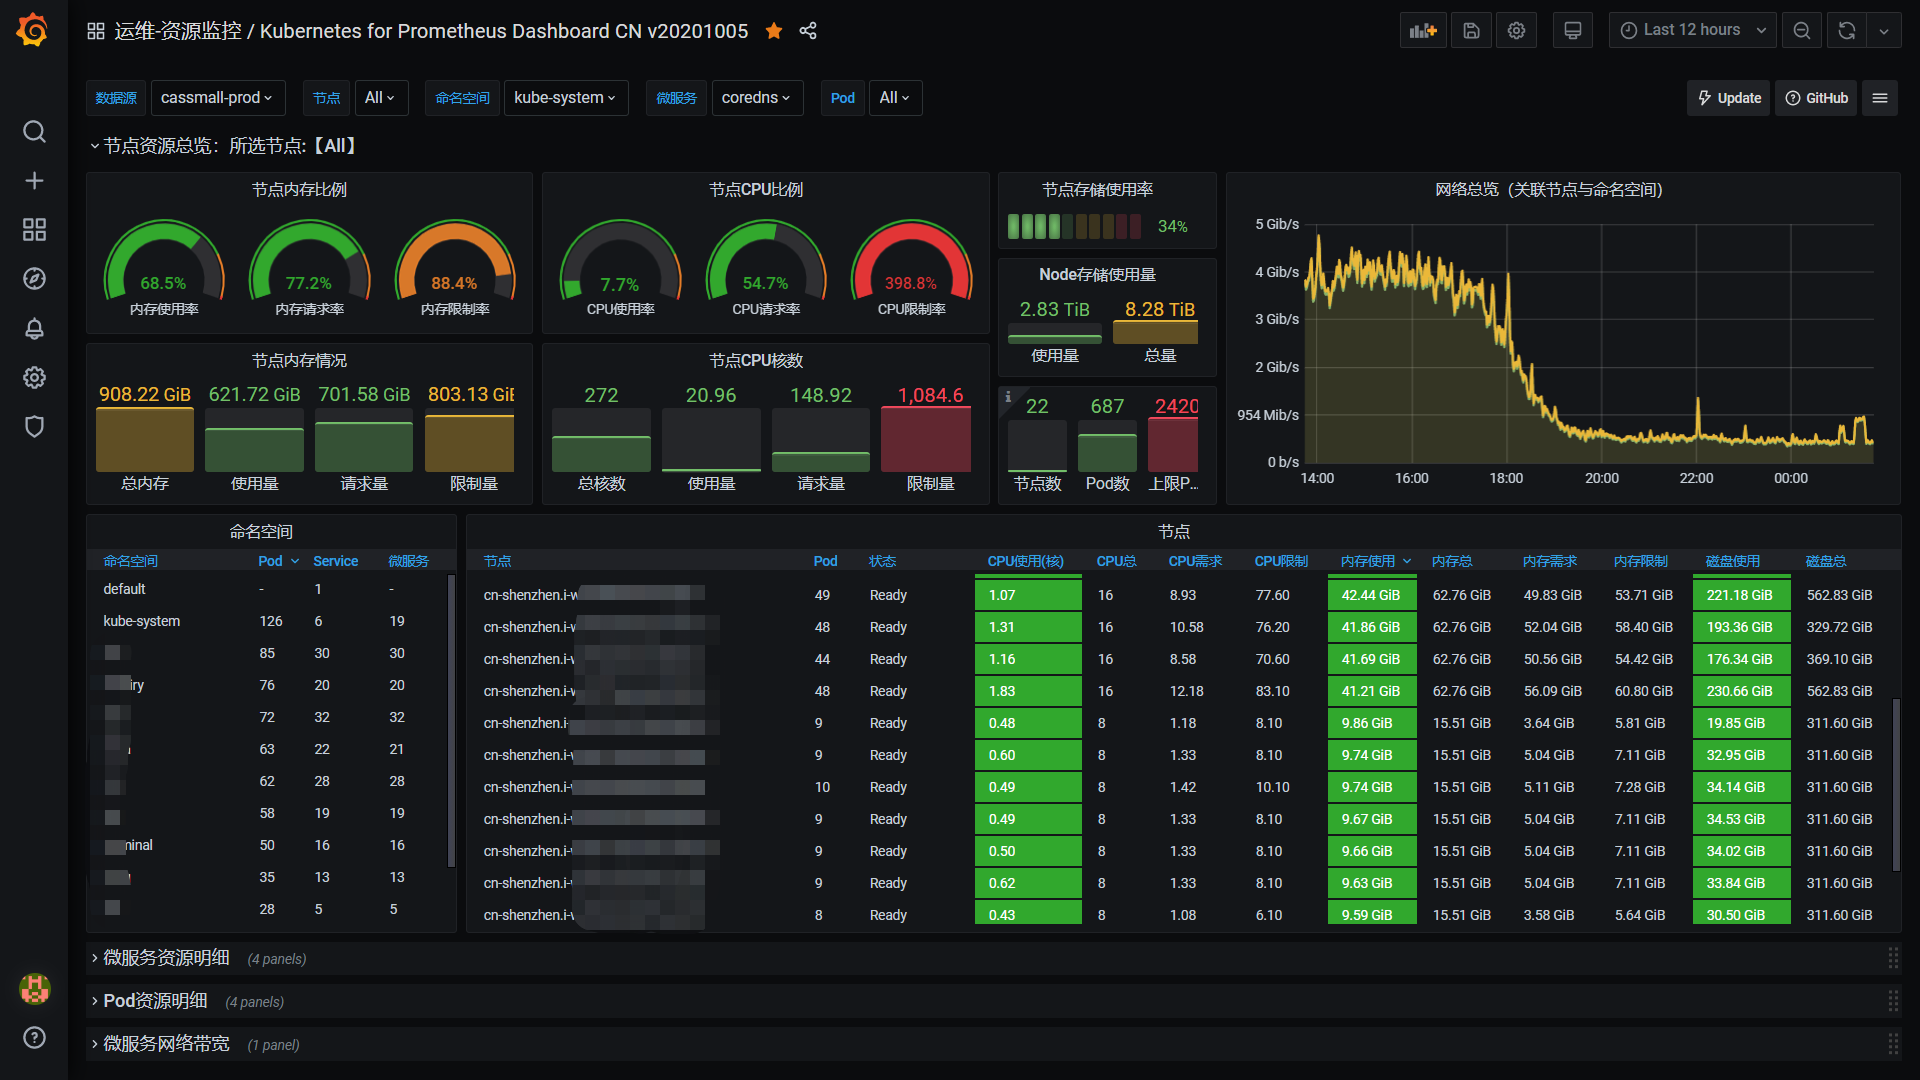 运维-资源监控 / Kubernetes for Prometheus Dashboard CN v20201005
Last 12 hours
数据源 cassmall-prod 节点 All 命名空间 kube-system 微服务 coredns Pod All
Update GitHub
节点资源总览：所选节点:【All】
节点内存比例
68.5% 77.2% 88.4%
内存使用率 内存请求率 内存限制率
节点CPU比例
7.7% 54.7% 398.8%
CPU使用率 CPU请求率 CPU限制率
节点存储使用率
34%
Node存储使用量
2.83 TiB 8.28 TiB
使用量 总量
节点内存情况
908.22 GiB 621.72 GiB 701.58 GiB 803.13 GiB
总内存 使用量 请求量 限制量
节点CPU核数
272 20.96 148.92 1,084.6
总核数 使用量 请求量 限制量
22 687 2420
节点数 Pod数 上限P...
网络总览（关联节点与命名空间）
5 Gib/s
4 Gib/s
3 Gib/s
2 Gib/s
954 Mib/s
0 b/s
14:00 16:00 18:00 20:00 22:00 00:00
命名空间
命名空间 Pod Service 微服务
default - 1 -
kube-system 126 6 19
85 30 30
iry 76 20 20
72 32 32
63 22 21
62 28 28
58 19 19
minal 50 16 16
35 13 13
28 5 5
节点
节点 Pod 状态 CPU使用(核) CPU总 CPU需求 CPU限制 内存使用 内存总 内存需求 内存限制 磁盘使用 磁盘总
cn-shenzhen.i-w 49 Ready 1.07 16 8.93 77.60 42.44 GiB 62.76 GiB 49.83 GiB 53.71 GiB 221.18 GiB 562.83 GiB
cn-shenzhen.i-w 48 Ready 1.31 16 10.58 76.20 41.86 GiB 62.76 GiB 52.04 GiB 58.40 GiB 193.36 GiB 329.72 GiB
cn-shenzhen.i-w 44 Ready 1.16 16 8.58 70.60 41.69 GiB 62.76 GiB 50.56 GiB 54.42 GiB 176.34 GiB 369.10 GiB
cn-shenzhen.i-w 48 Ready 1.83 16 12.18 83.10 41.21 GiB 62.76 GiB 56.09 GiB 60.80 GiB 230.66 GiB 562.83 GiB
cn-shenzhen.i- 9 Ready 0.48 8 1.18 8.10 9.86 GiB 15.51 GiB 3.64 GiB 5.81 GiB 19.85 GiB 311.60 GiB
cn-shenzhen.i- 9 Ready 0.60 8 1.33 8.10 9.74 GiB 15.51 GiB 5.04 GiB 7.11 GiB 32.95 GiB 311.60 GiB
cn-shenzhen.i- 10 Ready 0.49 8 1.42 10.10 9.74 GiB 15.51 GiB 5.11 GiB 7.28 GiB 34.14 GiB 311.60 GiB
cn-shenzhen.i- 9 Ready 0.49 8 1.33 8.10 9.67 GiB 15.51 GiB 5.04 GiB 7.11 GiB 34.53 GiB 311.60 GiB
cn-shenzhen.i- 9 Ready 0.50 8 1.33 8.10 9.66 GiB 15.51 GiB 5.04 GiB 7.11 GiB 34.02 GiB 311.60 GiB
cn-shenzhen.i- 9 Ready 0.62 8 1.33 8.10 9.63 GiB 15.51 GiB 5.04 GiB 7.11 GiB 33.84 GiB 311.60 GiB
cn-shenzhen.i- 8 Ready 0.43 8 1.08 6.10 9.59 GiB 15.51 GiB 3.58 GiB 5.64 GiB 30.50 GiB 311.60 GiB
微服务资源明细 (4 panels)
Pod资源明细 (4 panels)
微服务网络带宽 (1 panel)